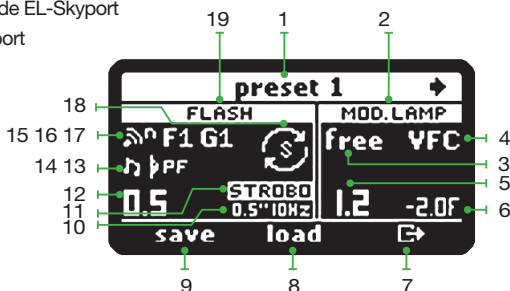 de EL-Skyport
port
19 1 2
preset 1
FLASH MOD.LAMP
18
15 16 17 F1 G1 S free VFC 4
3
14 13 PF 5
12 0.5 STROBO 1.2 -2.0F 6
11 0.5"10Hz
10
save load
9 8 7